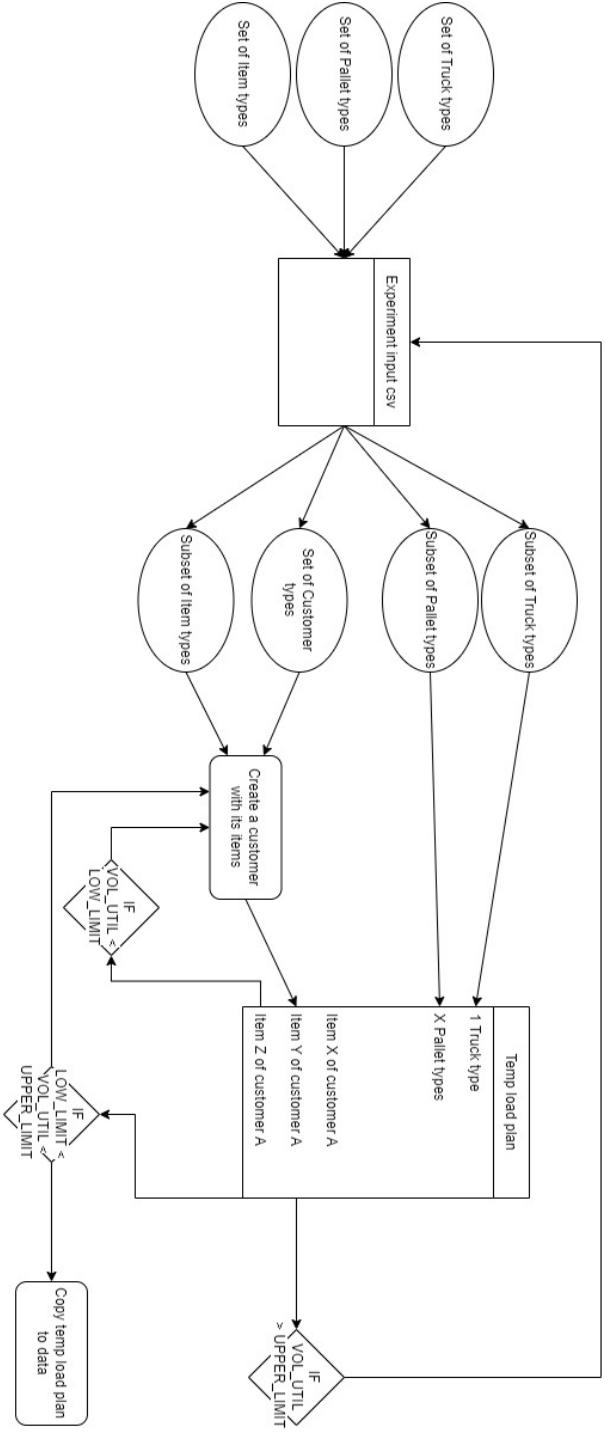 Set of Truck types
Set of Pallet types
Set of Item types
Experiment input csv
Subset of Truck types
Subset of Pallet types
Set of Customer
types
Subset of Item types
Create a customer
with its items
Temp load plan
1 Truck type
X Pallet types
Item X of customer A
Item Y of customer A
Item Z of customer A
IF
VOL_UTIL <
LOW_LIMIT
IF
LOW_LIMIT <
VOL_UTIL <
UPPER_LIMIT
IF
VOL_UTIL
> UPPER_LIMIT
Copy temp load plan
to data